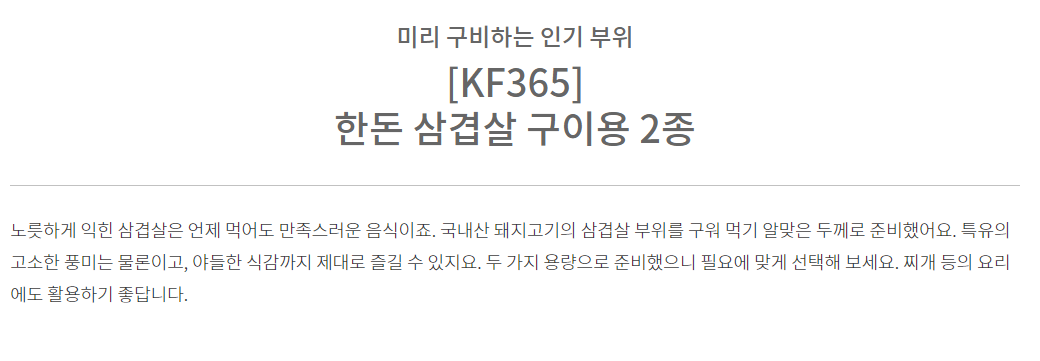 미리 구비하는 인기 부위
[KF365]
한돈 삼겹살 구이용 2종
노릇하게 익힌 삼겹살은 언제 먹어도 만족스러운 음식이죠. 국내산 돼지고기의 삼겹살 부위를 구워 먹기 알맞은 두께로 준비했어요. 특유의
고소한 풍미는 물론이고, 야들한 식감까지 제대로 즐길 수 있지요. 두 가지 용량으로 준비했으니 필요에 맞게 선택해 보세요. 찌개 등의 요리
에도 활용하기 좋답니다.